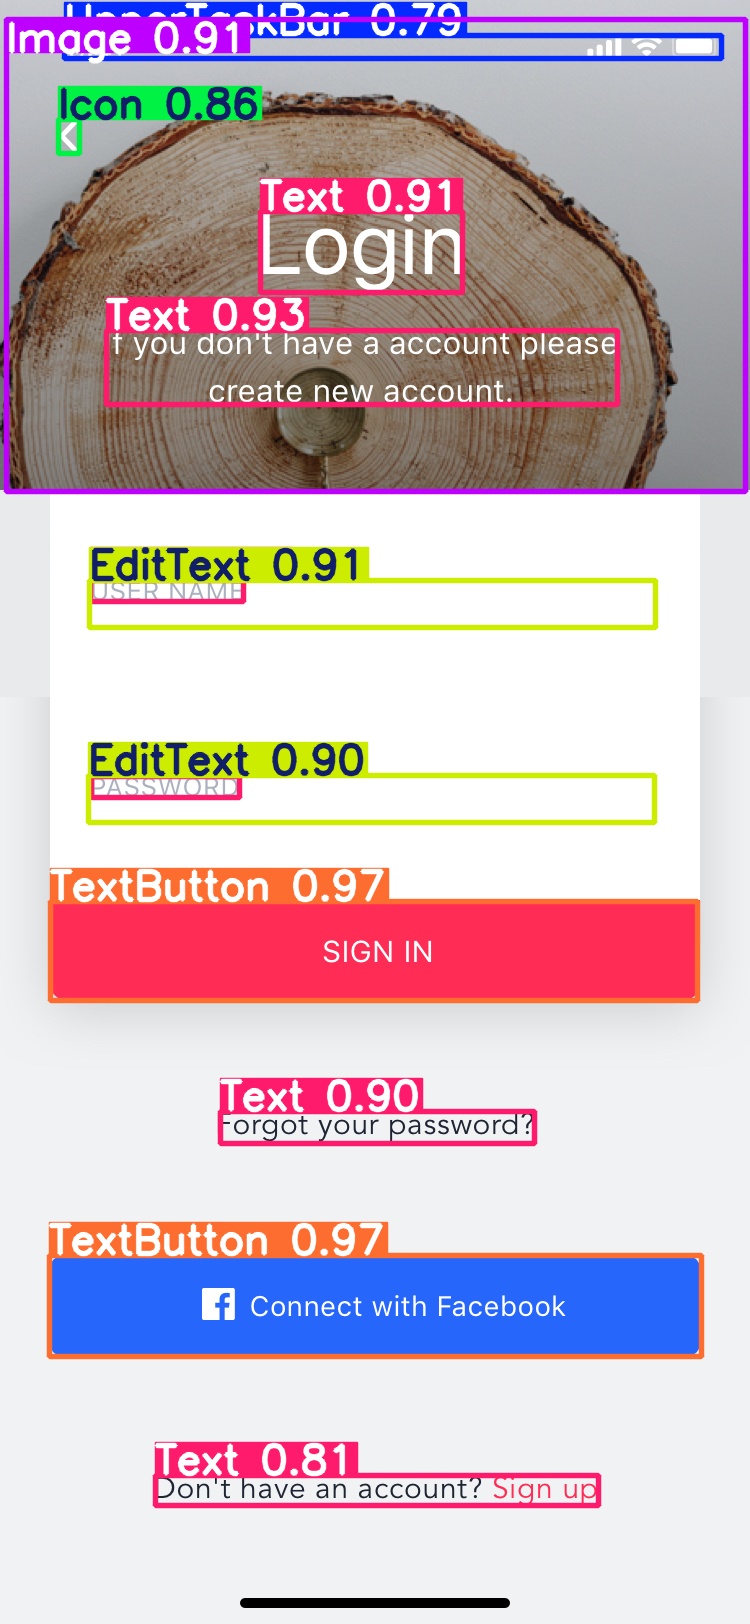 UpperTaskBar 0.79
Image 0.91
Icon 0.86
Text 0.91
Login
Text 0.93
If you don't have a account please
create new account.
EditText 0.91
USER NAME
EditText 0.90
PASSWORD
TextButton 0.97
SIGN IN
Text 0.90
Forgot your password?
TextButton 0.97
Connect with Facebook
Text 0.81
Don't have an account? Sign up